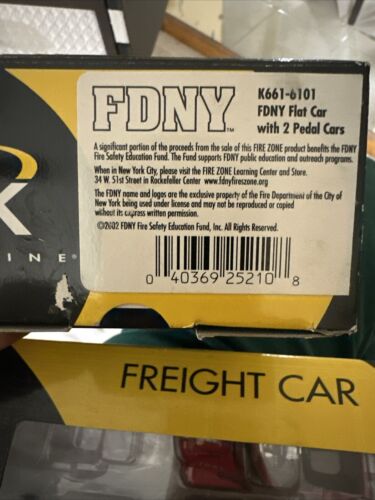 FDNY™
K661-6101
FDNY Flat Car
with 2 Pedal Cars
A significant portion of the proceeds from the sale of this FIRE ZONE product benefits the FDNY
Fire Safety Education Fund. The Fund supports FDNY public education and outreach programs.
When in New York City, please visit the FIRE ZONE Learning Center and Store.
34 W. 51st Street in Rockefeller Center www.fdnyfirezone.org
The FDNY name and logos are the exclusive property of the Fire Department of the City of
New York being used under license and may not be reproduced or copied
without its express written permission.
©2002 FDNY Fire Safety Education Fund, Inc. All Rights Reserved.
0 40369 25210 8
K
INE®
FREIGHT CAR